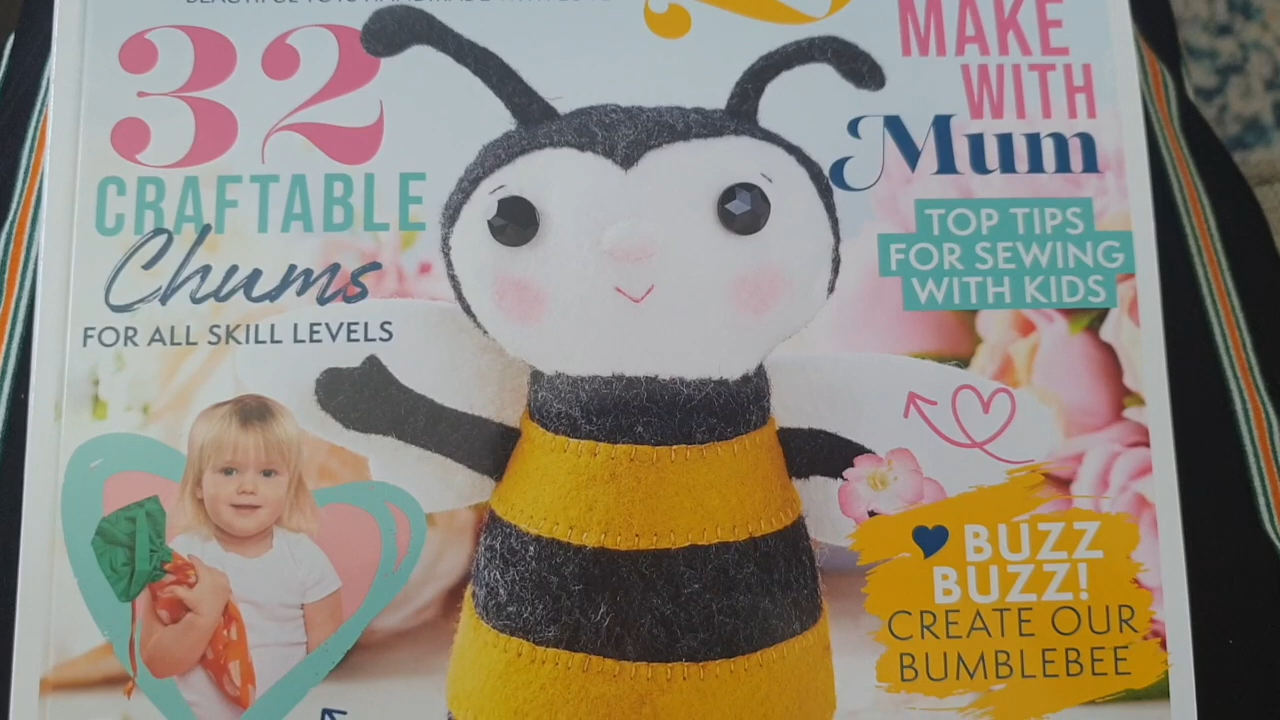 32
CRAFTABLE
Chums
FOR ALL SKILL LEVELS
MAKE
WITH
Mum
TOP TIPS
FOR SEWING
WITH KIDS
BUZZ
BUZZ!
CREATE OUR
BUMBLEBEE